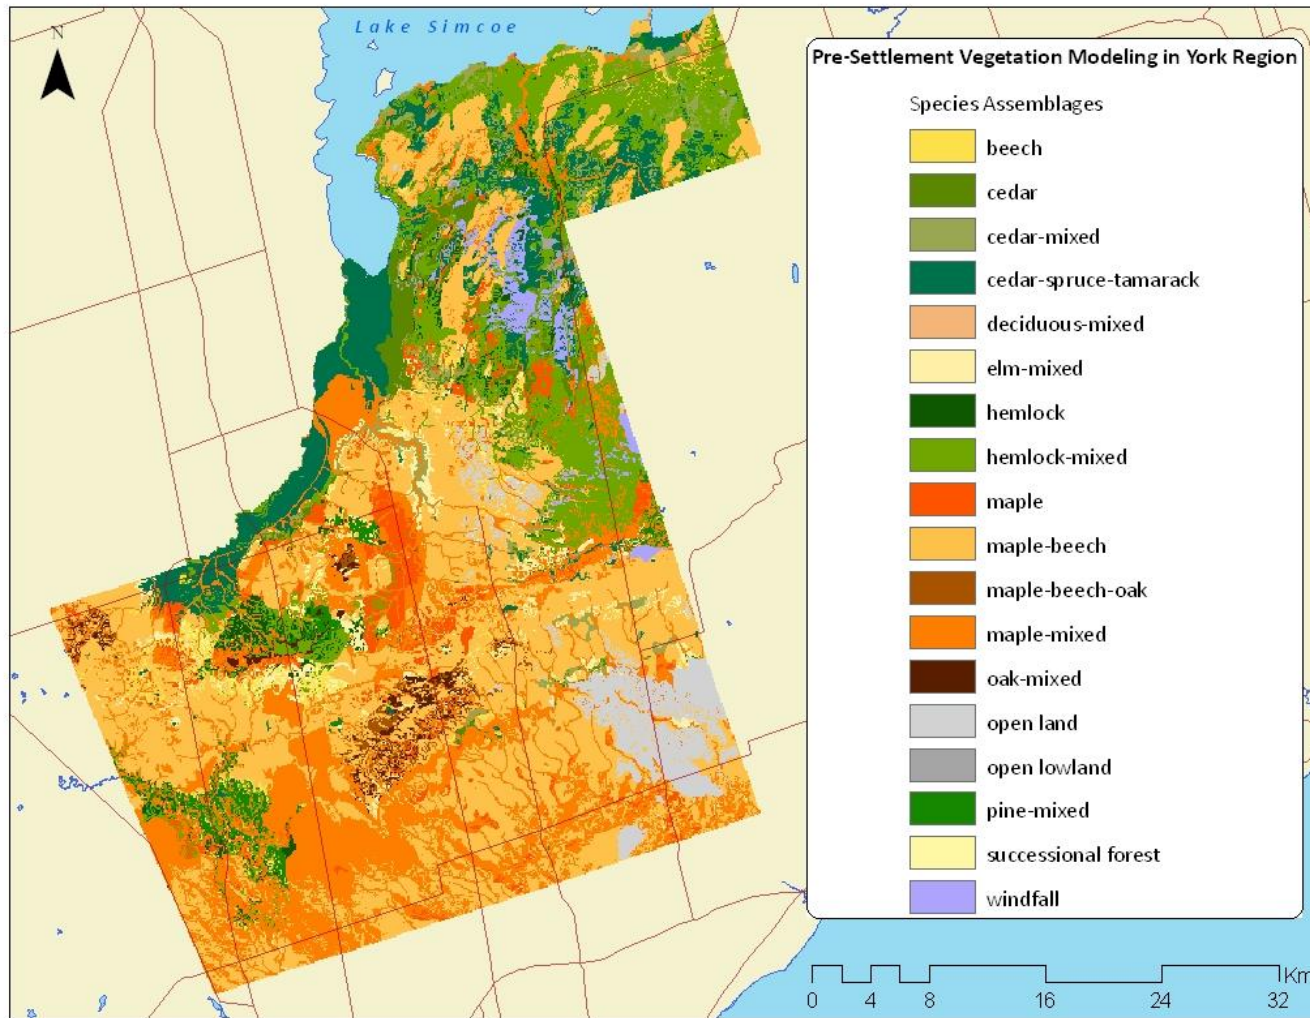 N
Lake Simcoe
Pre-Settlement Vegetation Modeling in York Region
Species Assemblages
beech
cedar
cedar-mixed
cedar-spruce-tamarack
deciduous-mixed
elm-mixed
hemlock
hemlock-mixed
maple
maple-beech
maple-beech-oak
maple-mixed
oak-mixed
open land
open lowland
pine-mixed
successional forest
windfall
Km
0 4 8 16 24 32